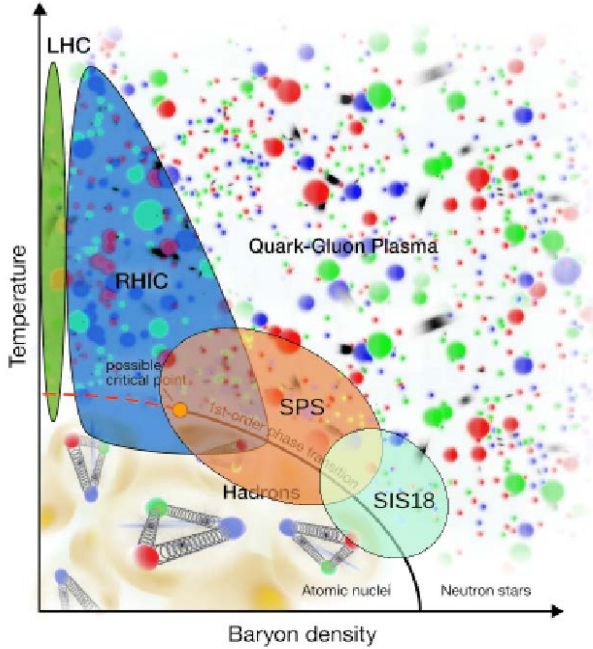 LHC
Quark-Gluon Plasma
RHIC
Temperature
possible
critical point
SPS
1st-order phase transition
Hadrons
SIS18
Atomic nuclei
Neutron stars
Baryon density